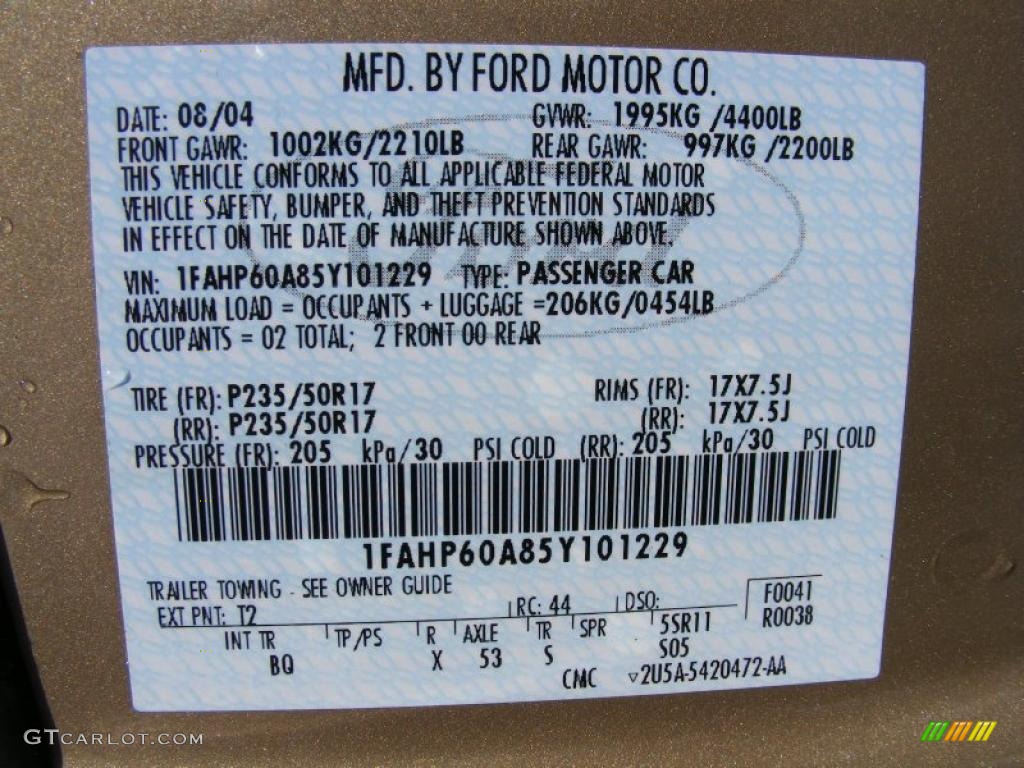 MFD. BY FORD MOTOR CO.
DATE: 08/04 GVWR: 1995KG /4400LB
FRONT GAWR: 1002KG/2210LB REAR GAWR: 997KG /2200LB
THIS VEHICLE CONFORMS TO ALL APPLICABLE FEDERAL MOTOR
VEHICLE SAFETY, BUMPER, AND THEFT PREVENTION STANDARDS
IN EFFECT ON THE DATE OF MANUFACTURE SHOWN ABOVE.
VIN: 1FAHP60A85Y101229 TYPE: PASSENGER CAR
MAXIMUM LOAD = OCCUPANTS + LUGGAGE =206KG/0454LB
OCCUPANTS = 02 TOTAL; 2 FRONT 00 REAR
TIRE (FR): P235/50R17 RIMS (FR): 17X7.5J
(RR): P235/50R17 (RR): 17X7.5J
PRESSURE (FR): 205 kPa/30 PSI COLD (RR): 205 kPa/30 PSI COLD
1FAHP60A85Y101229
TRAILER TOWING - SEE OWNER GUIDE
EXT PNT: T2 RC: 44 DSO: F0041
R0038
INT TR TP/PS R AXLE TR SPR 5SR11
BQ X 53 S S05
CMC ▿2U5A-5420472-AA
GTCARLOT.COM